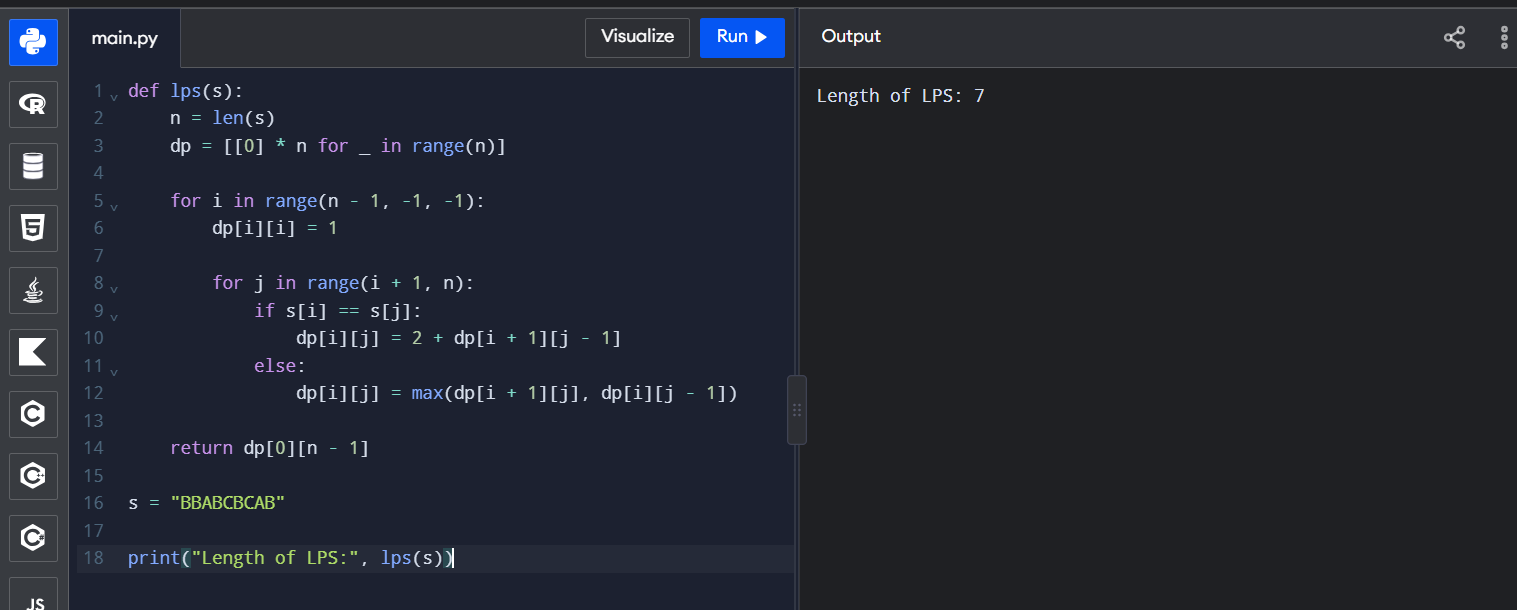 main.py
Visualize
Run
Output
1 def lps(s):
2     n = len(s)
3     dp = [[0] * n for _ in range(n)]
4
5     for i in range(n - 1, -1, -1):
6         dp[i][i] = 1
7
8         for j in range(i + 1, n):
9             if s[i] == s[j]:
10                 dp[i][j] = 2 + dp[i + 1][j - 1]
11             else:
12                 dp[i][j] = max(dp[i + 1][j], dp[i][j - 1])
13
14     return dp[0][n - 1]
15
16 s = "BBABCBCAB"
17
18 print("Length of LPS:", lps(s))
Length of LPS: 7
R
5
C
C
C
JS